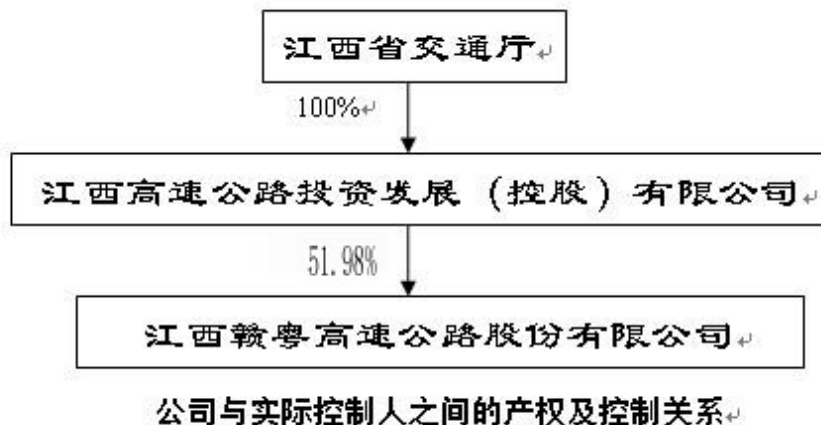 江西省交通厅
100%
江西高速公路投资发展（控股）有限公司
51.98%
江西赣粤高速公路股份有限公司
公司与实际控制人之间的产权及控制关系